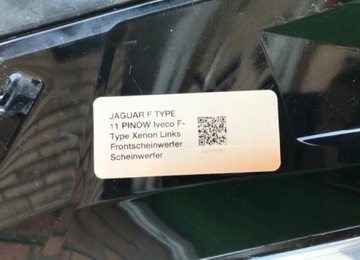 JAGUAR F TYPE
11 PINOW Iveco F-
Type Xenon Links
Frontscheinwerfer
Scheinwerfer